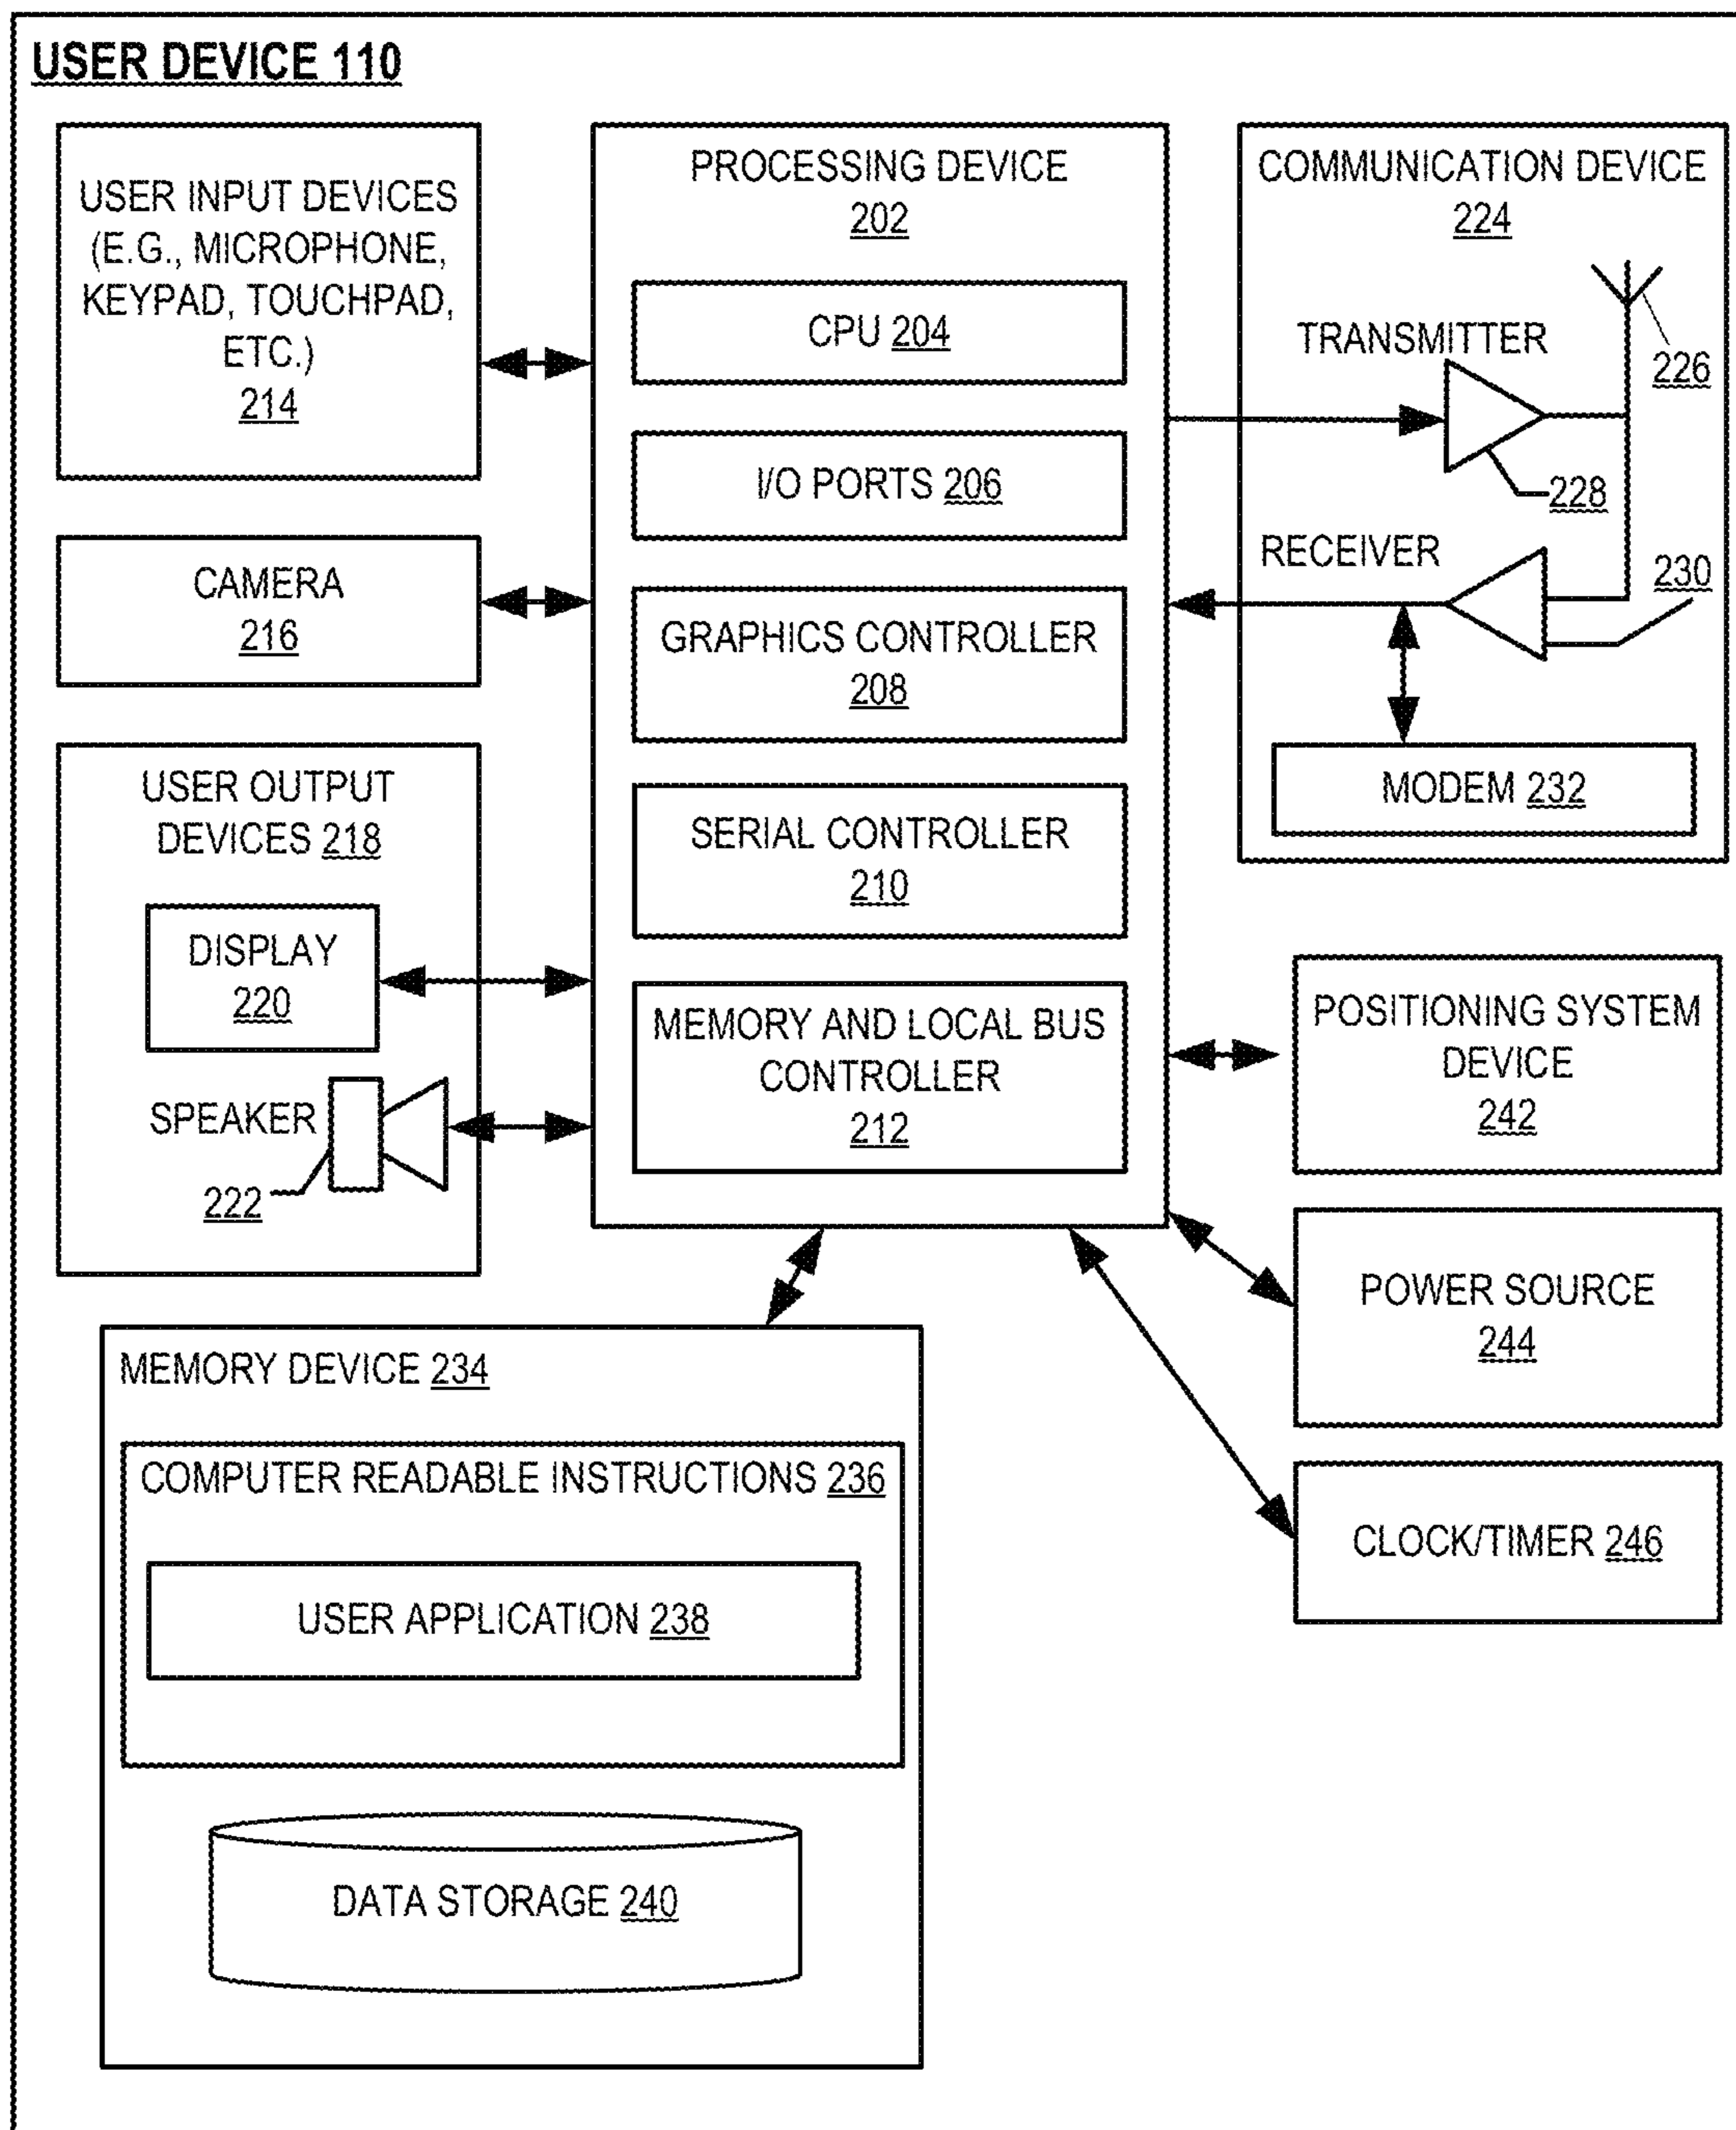 USER DEVICE 110
USER INPUT DEVICES
(E.G., MICROPHONE,
KEYPAD, TOUCHPAD,
ETC.)
214
CAMERA
216
USER OUTPUT
DEVICES 218
DISPLAY
220
SPEAKER
222
PROCESSING DEVICE
202
CPU 204
I/O PORTS 206
GRAPHICS CONTROLLER
208
SERIAL CONTROLLER
210
MEMORY AND LOCAL BUS
CONTROLLER
212
COMMUNICATION DEVICE
224
TRANSMITTER
226
228
RECEIVER
230
MODEM 232
POSITIONING SYSTEM
DEVICE
242
POWER SOURCE
244
CLOCK/TIMER 246
MEMORY DEVICE 234
COMPUTER READABLE INSTRUCTIONS 236
USER APPLICATION 238
DATA STORAGE 240